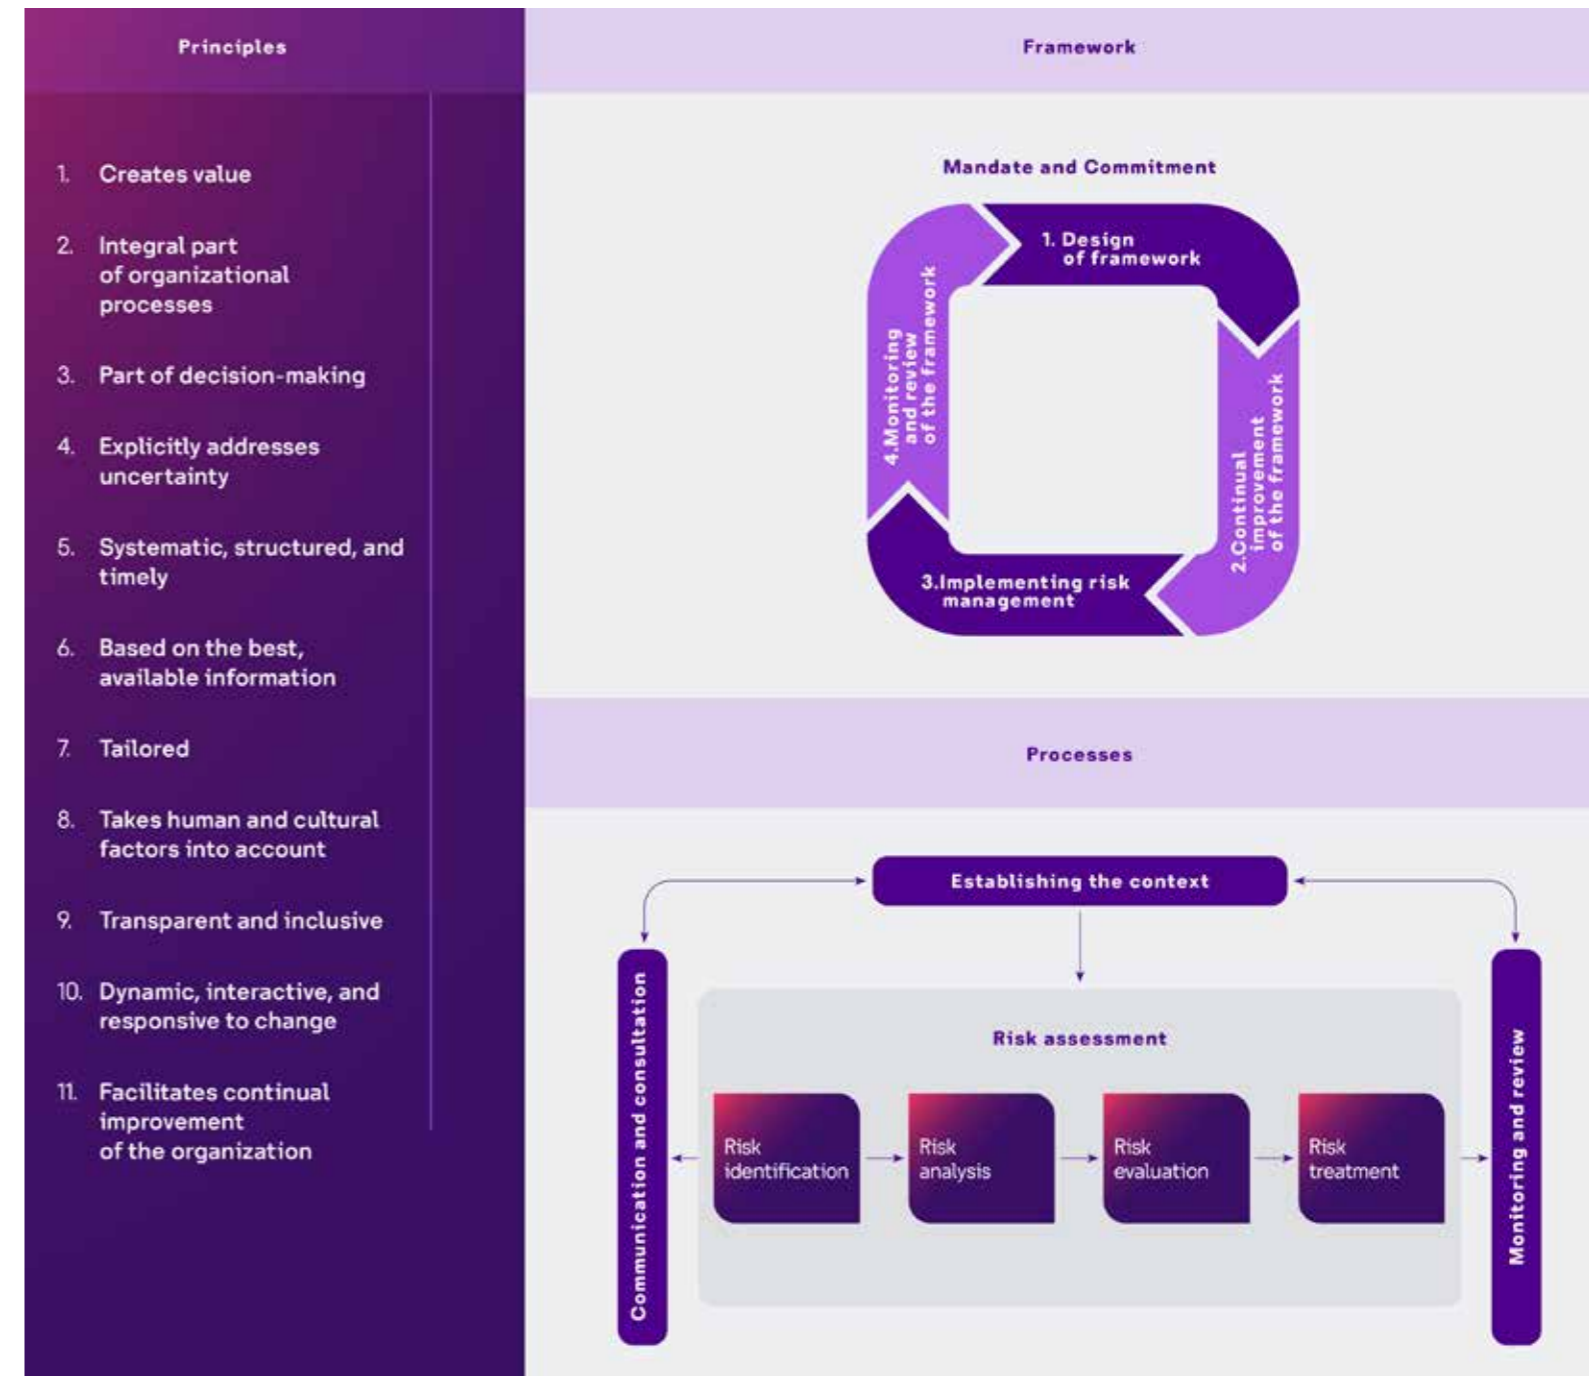 Principles
1. Creates value
2. Integral part
of organizational
processes
3. Part of decision-making
4. Explicitly addresses
uncertainty
5. Systematic, structured, and
timely
6. Based on the best,
available information
7. Tailored
8. Takes human and cultural
factors into account
9. Transparent and inclusive
10. Dynamic, interactive, and
responsive to change
11. Facilitates continual
improvement
of the organization
Framework
Mandate and Commitment
1. Design
of framework
2.Continual
improvement
of the framework
3.Implementing risk
management
4.Monitoring
and review
of the framework
Processes
Establishing the context
Communication and consultation
Risk assessment
Risk
identification
Risk
analysis
Risk
evaluation
Risk
treatment
Monitoring and review